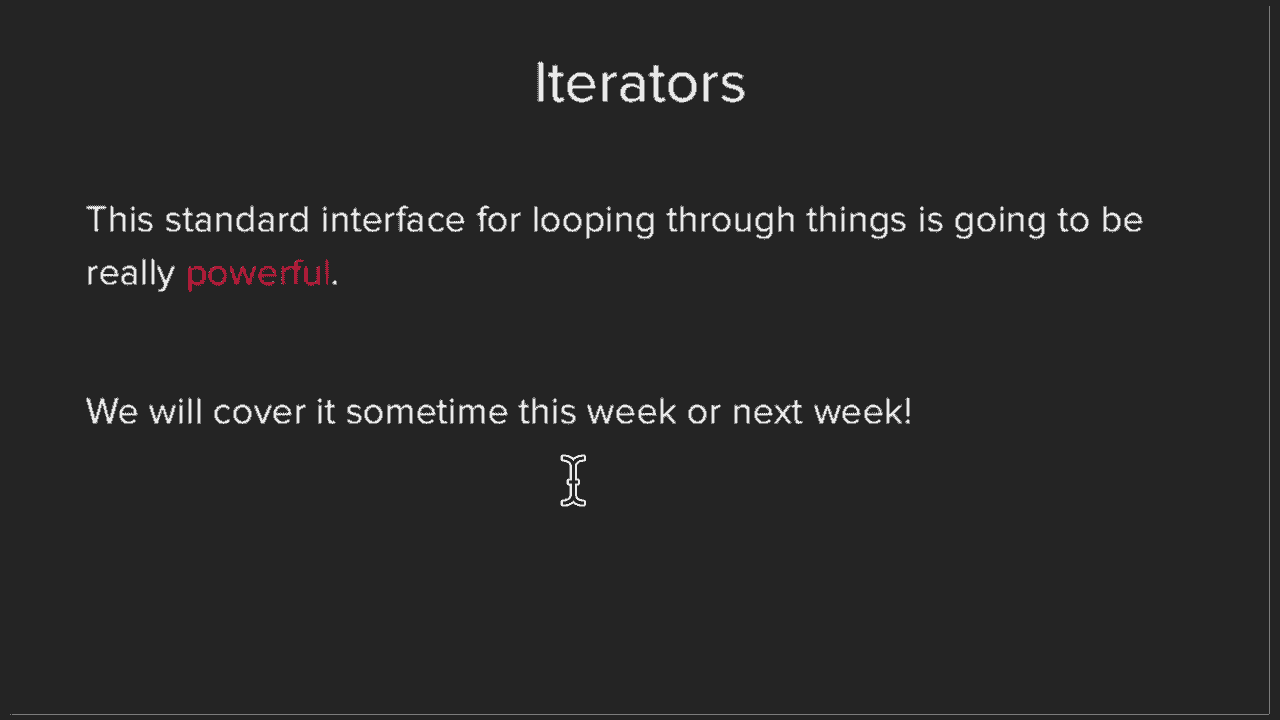 Iterators
This standard interface for looping through things is going to be
really powerful.
We will cover it sometime this week or next week!